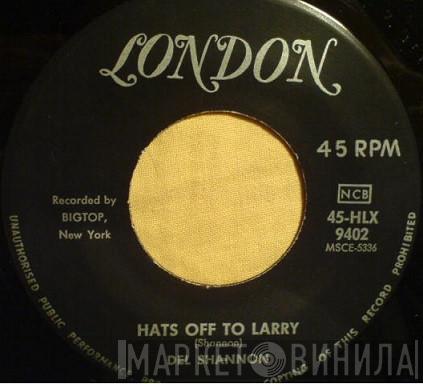 LONDON
45 RPM
NCB
Recorded by
BIGTOP,
New York
45-HLX
9402
MSCE-5336
HATS OFF TO LARRY
(Shannon)
DEL SHANNON
UNAUTHORISED PUBLIC PERFORMANCE OF THIS RECORD PROHIBITED
МАРКЕТ ВИНИЛА